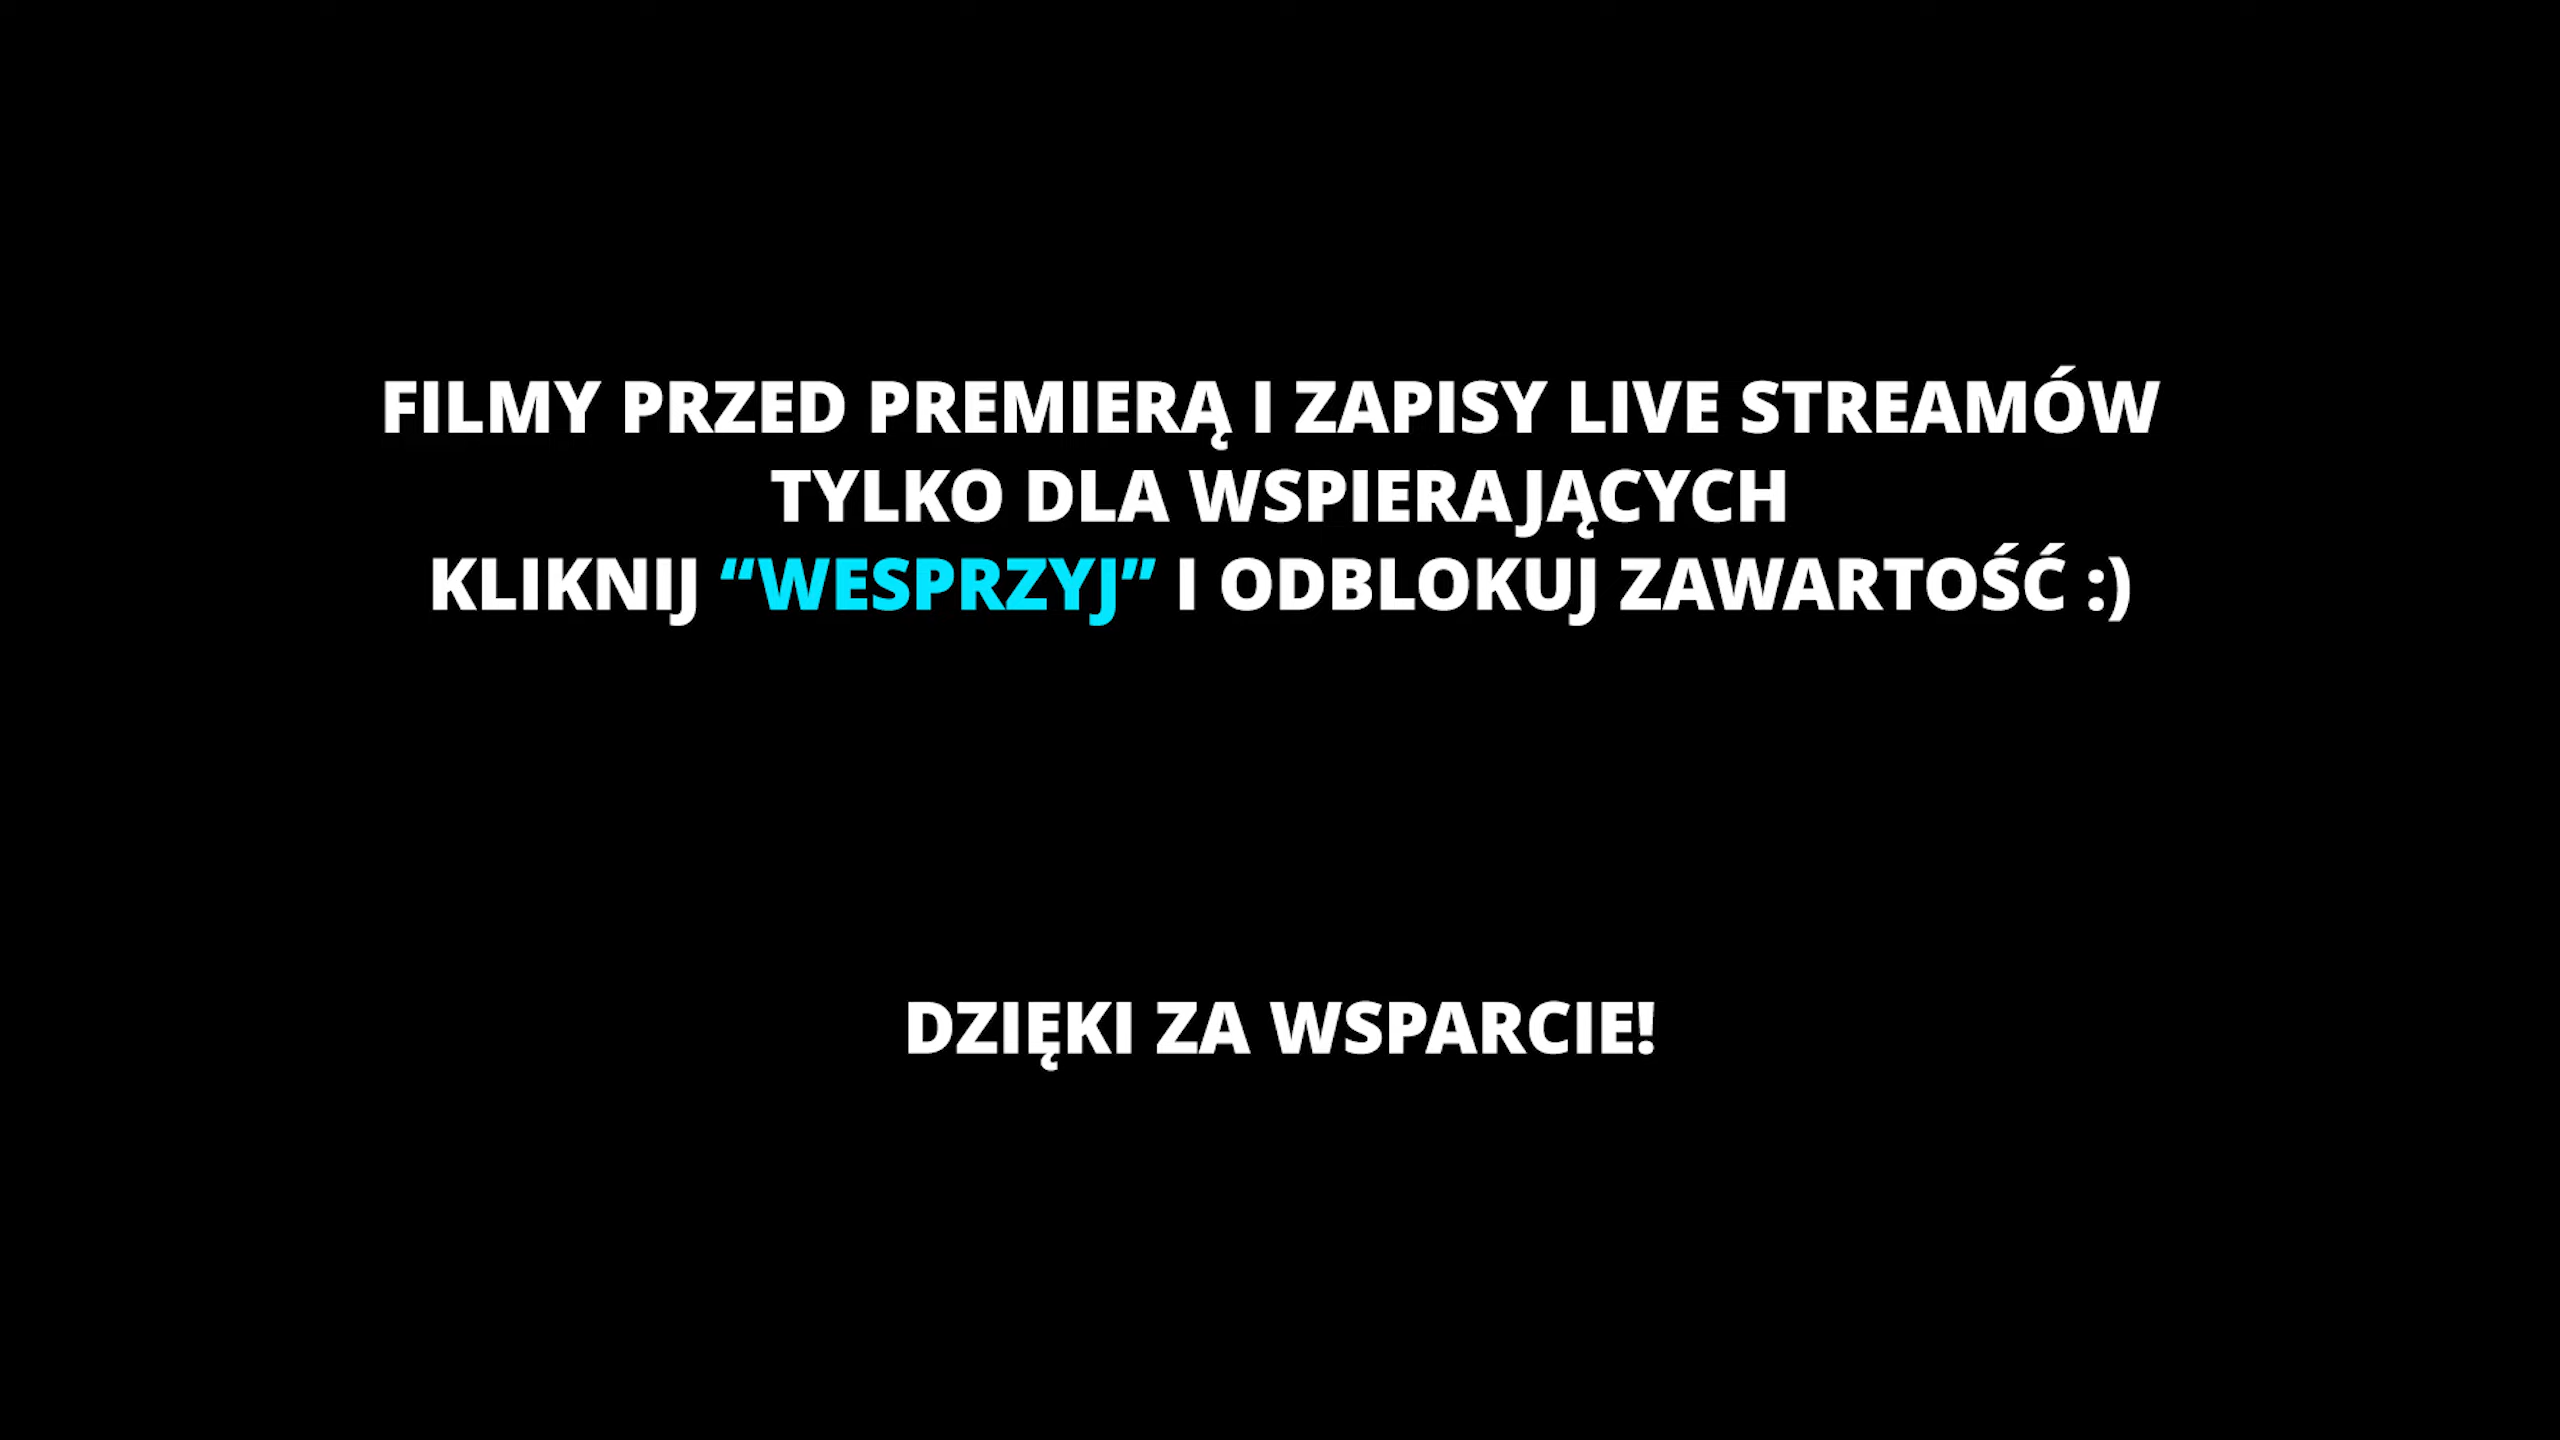 FILMY PRZED PREMIERĄ I ZAPISY LIVE STREAMÓW
TYLKO DLA WSPIERAJĄCYCH
KLIKNIJ “WESPRZYJ” I ODBLOKUJ ZAWARTOŚĆ :)
DZIĘKI ZA WSPARCIE!